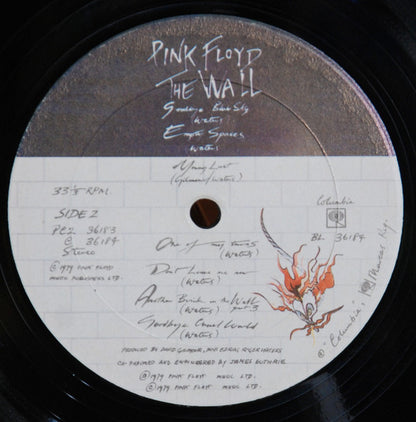 PINK FLOYD
THE WALL
Goodbye Blue Sky
(Waters)
Empty Spaces
Waters
Young Lust
(Gilmour/Waters)
33⅓ RPM
SIDE 2
PC2 36183
@ 36184
Stereo
©1979 PINK FLOYD
MUSIC PUBLISHERS LTD.
Columbia
BL 36184
One of my turns
(Waters)
Don't leave me now
(Waters)
Another Brick in the Wall
(Waters) part 3
Goodbye Cruel World
(Waters)
PRODUCED BY DAVID GILMOUR, BOB EZRIN, ROGER WATERS
CO-PRODUCED AND ENGINEERED BY JAMES GUTHRIE
Ⓟ1979 PINK FLOYD MUSIC LTD.
©1979 PINK FLOYD MUSIC LTD.
® "Columbia," Marcas Reg.